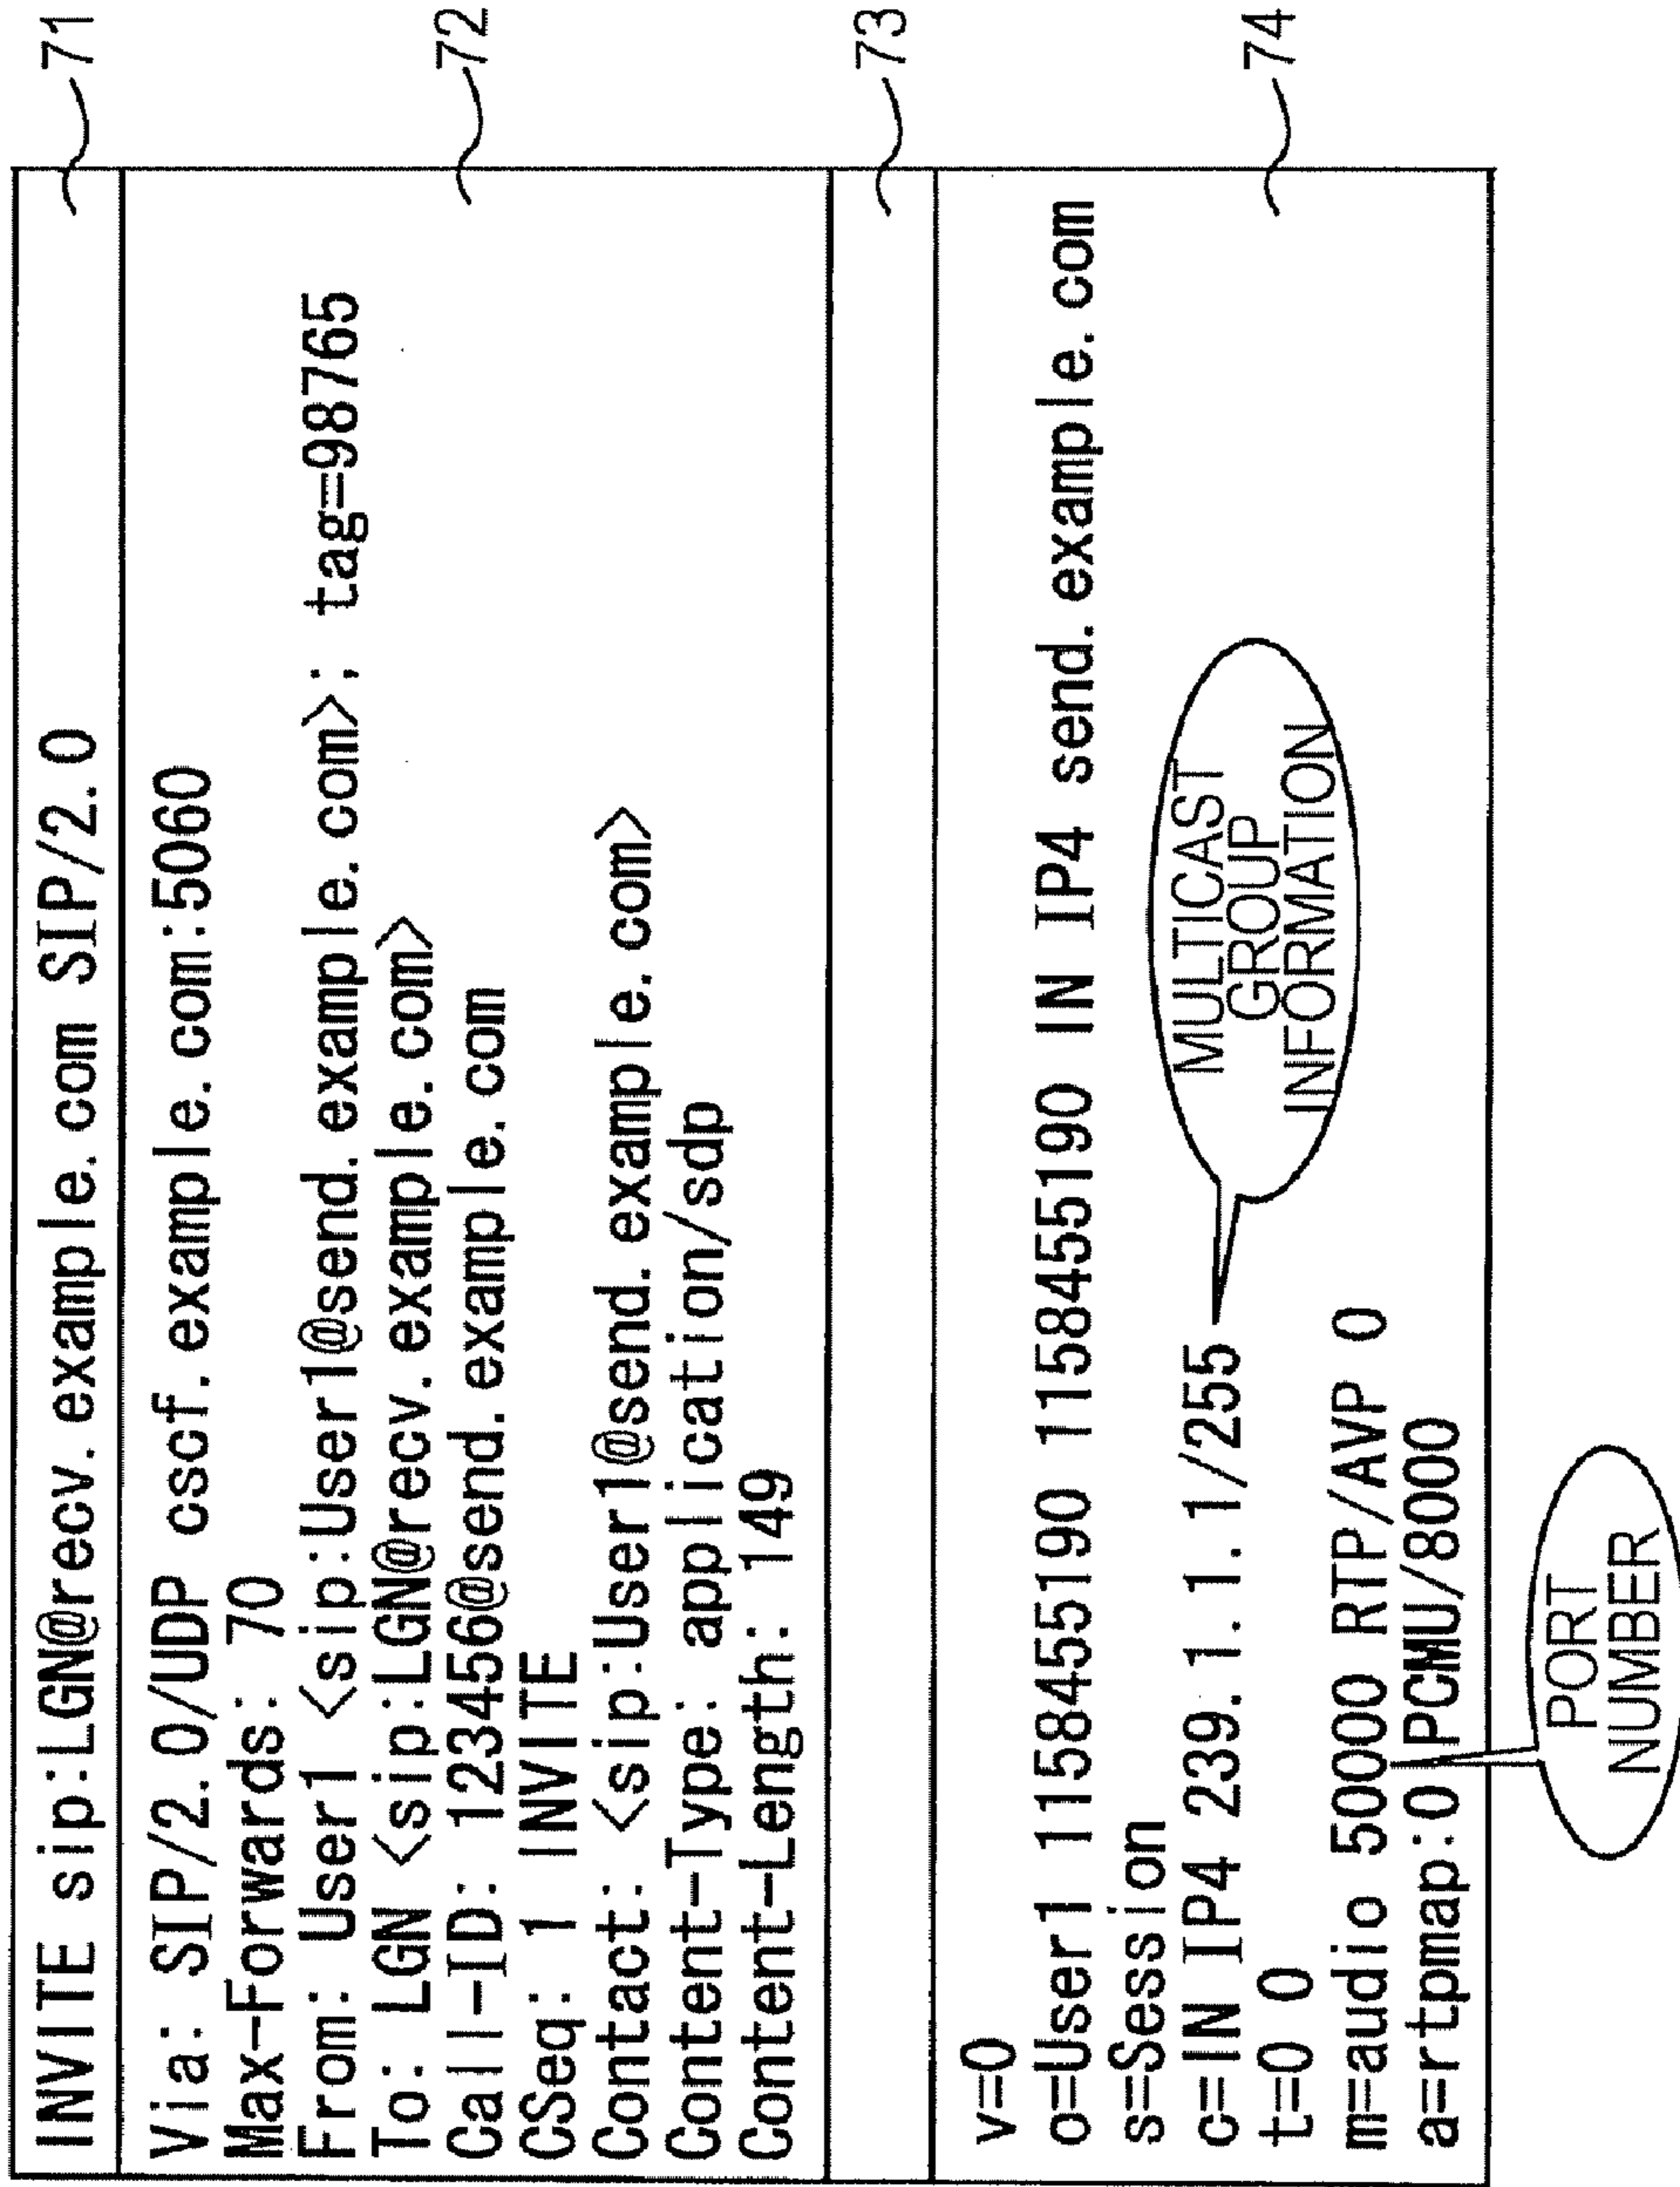 INVITE sip:LGN@recv.example.com SIP/2.0
71
Via: SIP/2.0/UDP cscf.example.com:5060
Max-Forwards: 70
From: User1 <sip:User1@send.example.com>; tag=98765
To: LGN <sip:LGN@recv.example.com>
Call-ID: 123456@send.example.com
CSeq: 1 INVITE
Contact: <sip:User1@send.example.com>
Content-Type: application/sdp
Content-Length: 149
72
73
v=0
o=User1 1158455190 1158455190 IN IP4 send.example.com
s=Session
c=IN IP4 239.1.1.1/255
t=0 0
m=audio 50000 RTP/AVP 0
a=rtpmap:0 PCMU/8000
74
MULTICAST
GROUP
INFORMATION
PORT
NUMBER